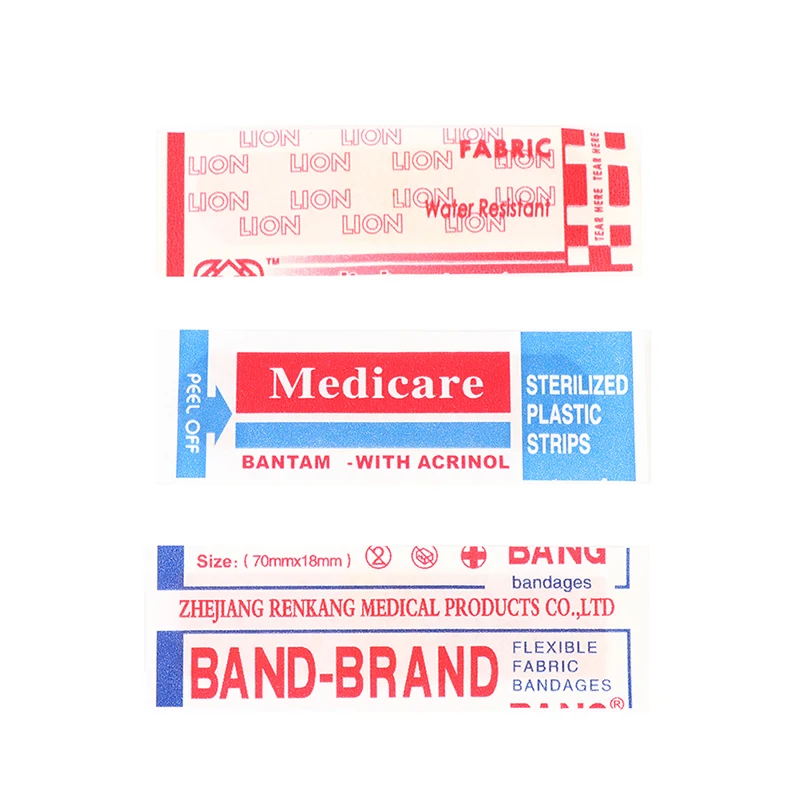 LION LION LION
FABRIC
LION LION LION LION
TEAR HERE TEAR HERE
LION LION LION LION
Water Resistant
LION LION LION
TM
PEEL OFF
Medicare
BANTAM -WITH ACRINOL
STERILIZED
PLASTIC
STRIPS
Size: ( 70mmx18mm )
BANG
bandages
ZHEJIANG RENKANG MEDICAL PRODUCTS CO.,LTD
BAND-BRAND
FLEXIBLE
FABRIC
BANDAGES
BANG®